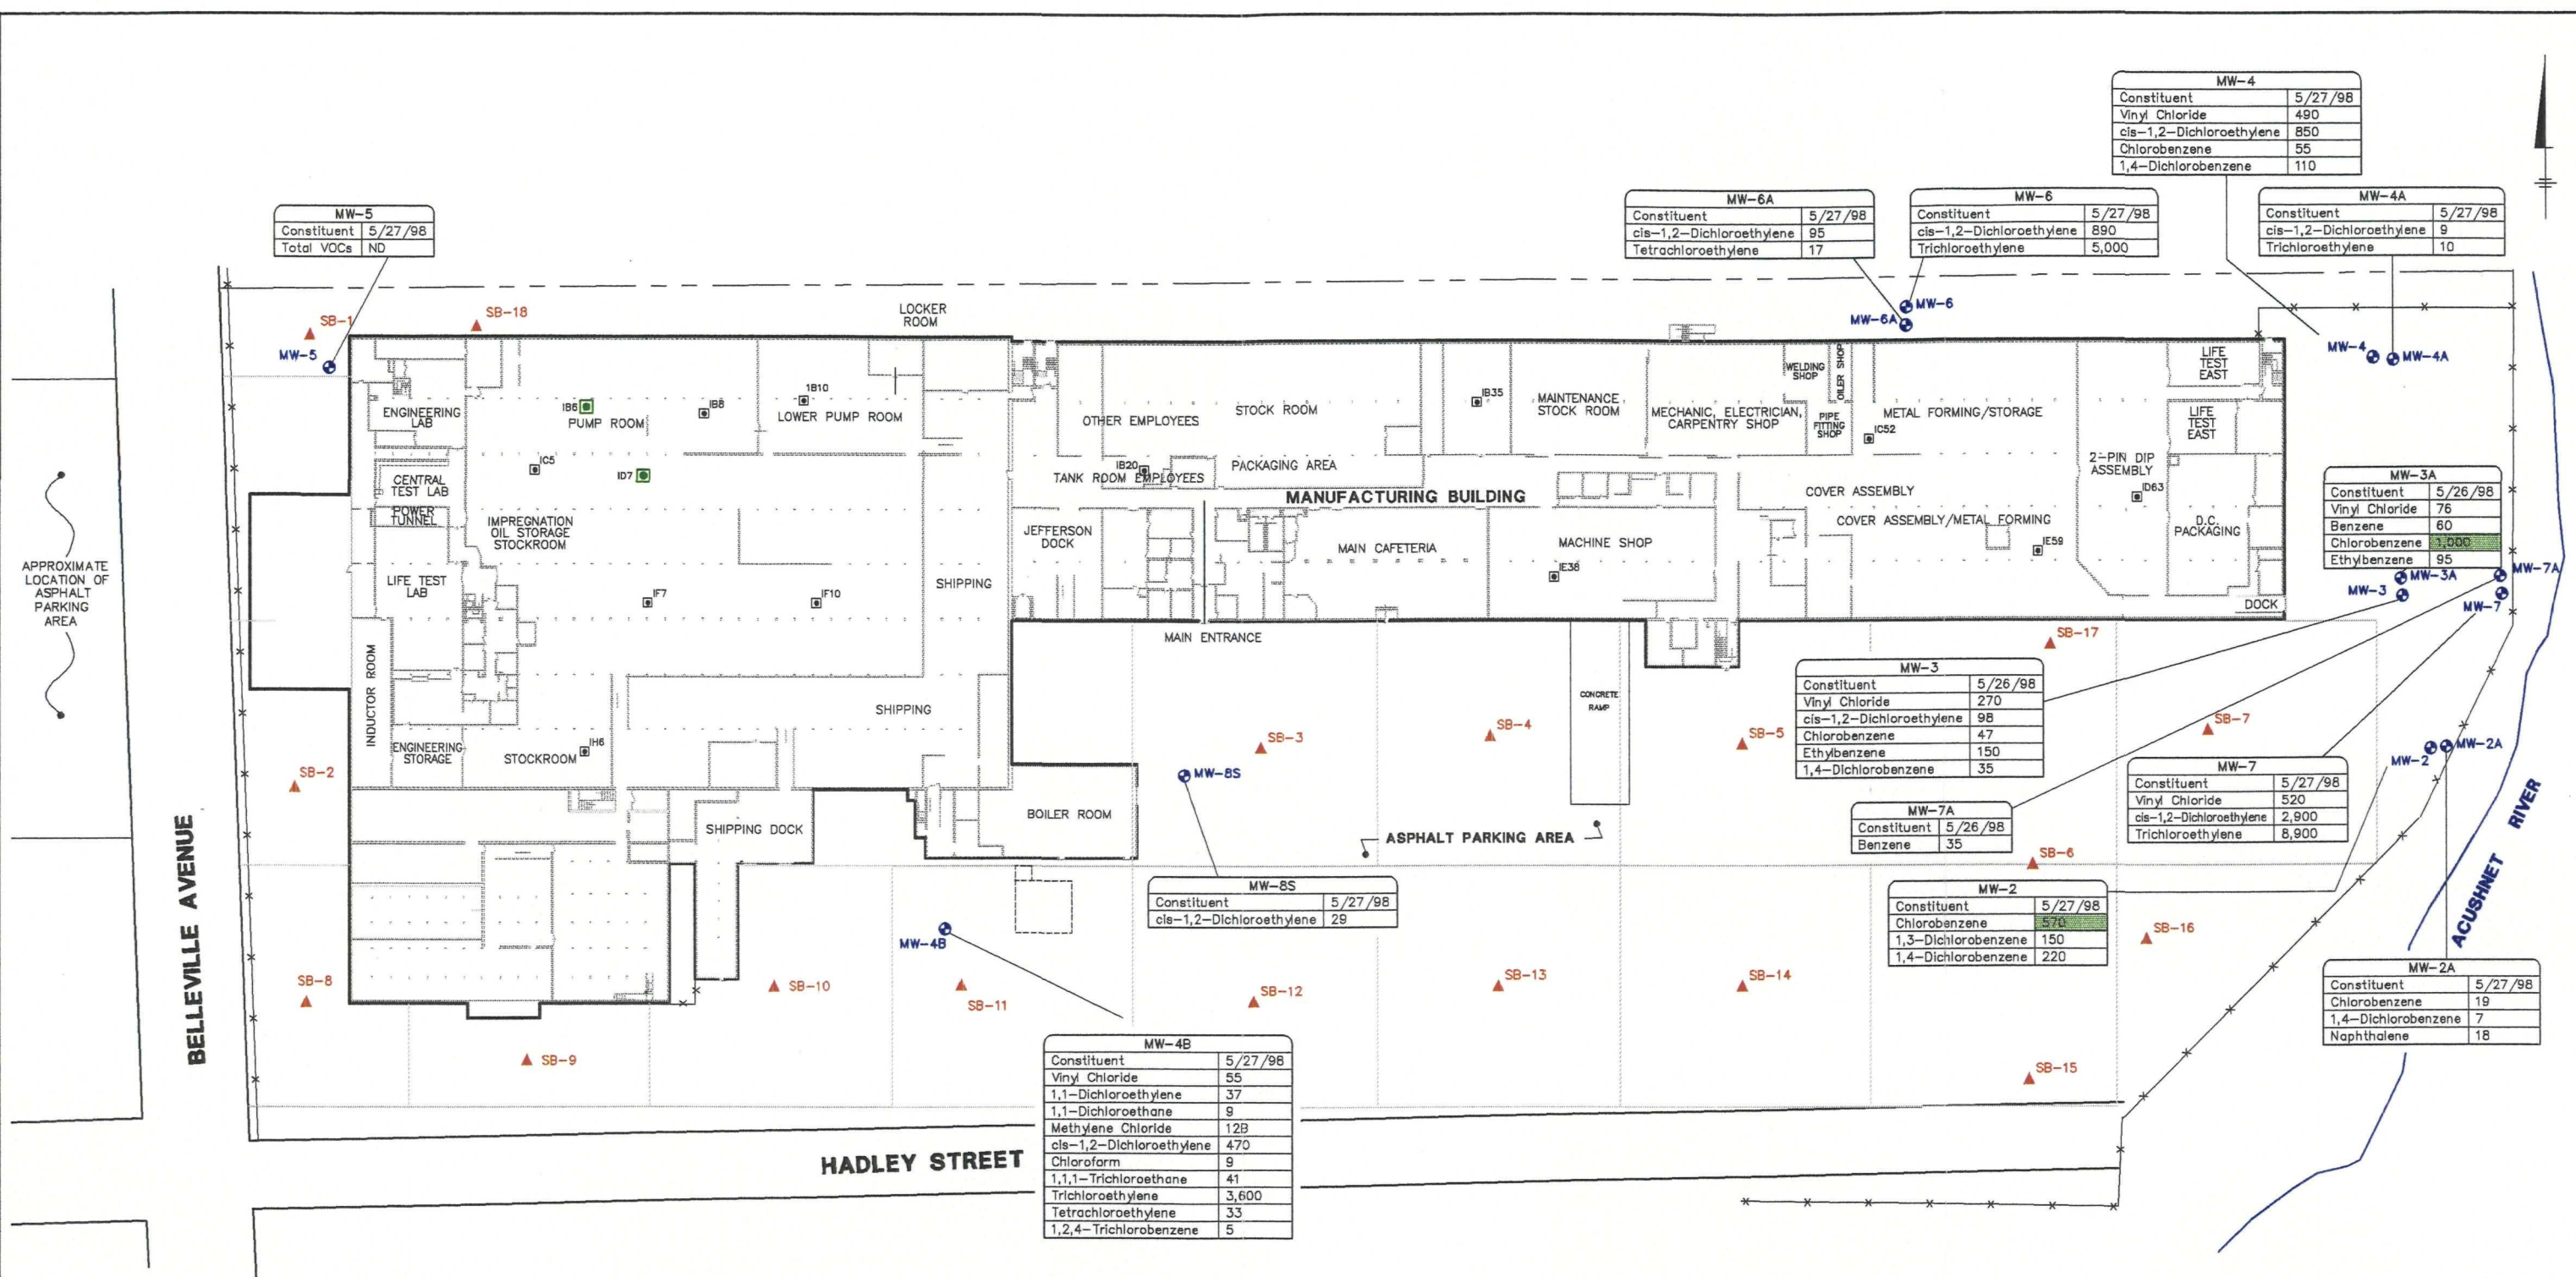 MW-4
Constituent 5/27/98
Vinyl Chloride 490
cis-1,2-Dichloroethylene 850
Chlorobenzene 55
1,4-Dichlorobenzene 110
MW-6A
Constituent 5/27/98
cis-1,2-Dichloroethylene 95
Tetrachloroethylene 17
MW-6
Constituent 5/27/98
cis-1,2-Dichloroethylene 890
Trichloroethylene 5,000
MW-4A
Constituent 5/27/98
cis-1,2-Dichloroethylene 9
Trichloroethylene 10
MW-5
Constituent 5/27/98
Total VOCs ND
SB-1
SB-18
MW-5
LOCKER
ROOM
MW-6
MW-6A
MW-4
MW-4A
ENGINEERING
LAB
IB6
PUMP ROOM
IB8
1B10
LOWER PUMP ROOM
OTHER EMPLOYEES
STOCK ROOM
IB35
MAINTENANCE
STOCK ROOM
MECHANIC, ELECTRICIAN,
CARPENTRY SHOP
WELDING
SHOP
OILER SHOP
PIPE
FITTING
SHOP
METAL FORMING/STORAGE
IC52
LIFE
TEST
EAST
LIFE
TEST
EAST
IC5
ID7
CENTRAL
TEST LAB
POWER
TUNNEL
IMPREGNATION
OIL STORAGE
STOCKROOM
IB20
TANK ROOM EMPLOYEES
PACKAGING AREA
MANUFACTURING BUILDING
COVER ASSEMBLY
2-PIN DIP
ASSEMBLY
ID63
COVER ASSEMBLY/METAL FORMING
D.C.
PACKAGING
MW-3A
Constituent 5/26/98
Vinyl Chloride 76
Benzene 60
Chlorobenzene 1,000
Ethylbenzene 95
JEFFERSON
DOCK
MAIN CAFETERIA
MACHINE SHOP
IE59
IE38
APPROXIMATE
LOCATION OF
ASPHALT
PARKING
AREA
LIFE TEST
LAB
IF7
IF10
SHIPPING
MW-3A
MW-7A
MW-3
MW-7
DOCK
MAIN ENTRANCE
SB-17
INDUCTOR ROOM
MW-3
Constituent 5/26/98
Vinyl Chloride 270
cis-1,2-Dichloroethylene 98
Chlorobenzene 47
Ethylbenzene 150
1,4-Dichlorobenzene 35
CONCRETE
RAMP
SHIPPING
ENGINEERING
STORAGE
STOCKROOM
IH6
SB-3
SB-4
SB-5
SB-7
SB-2
MW-8S
MW-2
MW-2A
MW-7
Constituent 5/27/98
Vinyl Chloride 520
cis-1,2-Dichloroethylene 2,900
Trichloroethylene 8,900
MW-7A
Constituent 5/26/98
Benzene 35
SHIPPING DOCK
BOILER ROOM
ASPHALT PARKING AREA
SB-6
BELLEVILLE AVENUE
ACUSHNET RIVER
MW-8S
Constituent 5/27/98
cis-1,2-Dichloroethylene 29
MW-2
Constituent 5/27/98
Chlorobenzene 570
1,3-Dichlorobenzene 150
1,4-Dichlorobenzene 220
MW-4B
SB-16
SB-8
SB-10
SB-11
SB-12
SB-13
SB-14
MW-2A
Constituent 5/27/98
Chlorobenzene 19
1,4-Dichlorobenzene 7
Naphthalene 18
SB-9
SB-15
MW-4B
Constituent 5/27/98
Vinyl Chloride 55
1,1-Dichloroethylene 37
1,1-Dichloroethane 9
Methylene Chloride 12B
cis-1,2-Dichloroethylene 470
Chloroform 9
1,1,1-Trichloroethane 41
Trichloroethylene 3,600
Tetrachloroethylene 33
1,2,4-Trichlorobenzene 5
HADLEY STREET